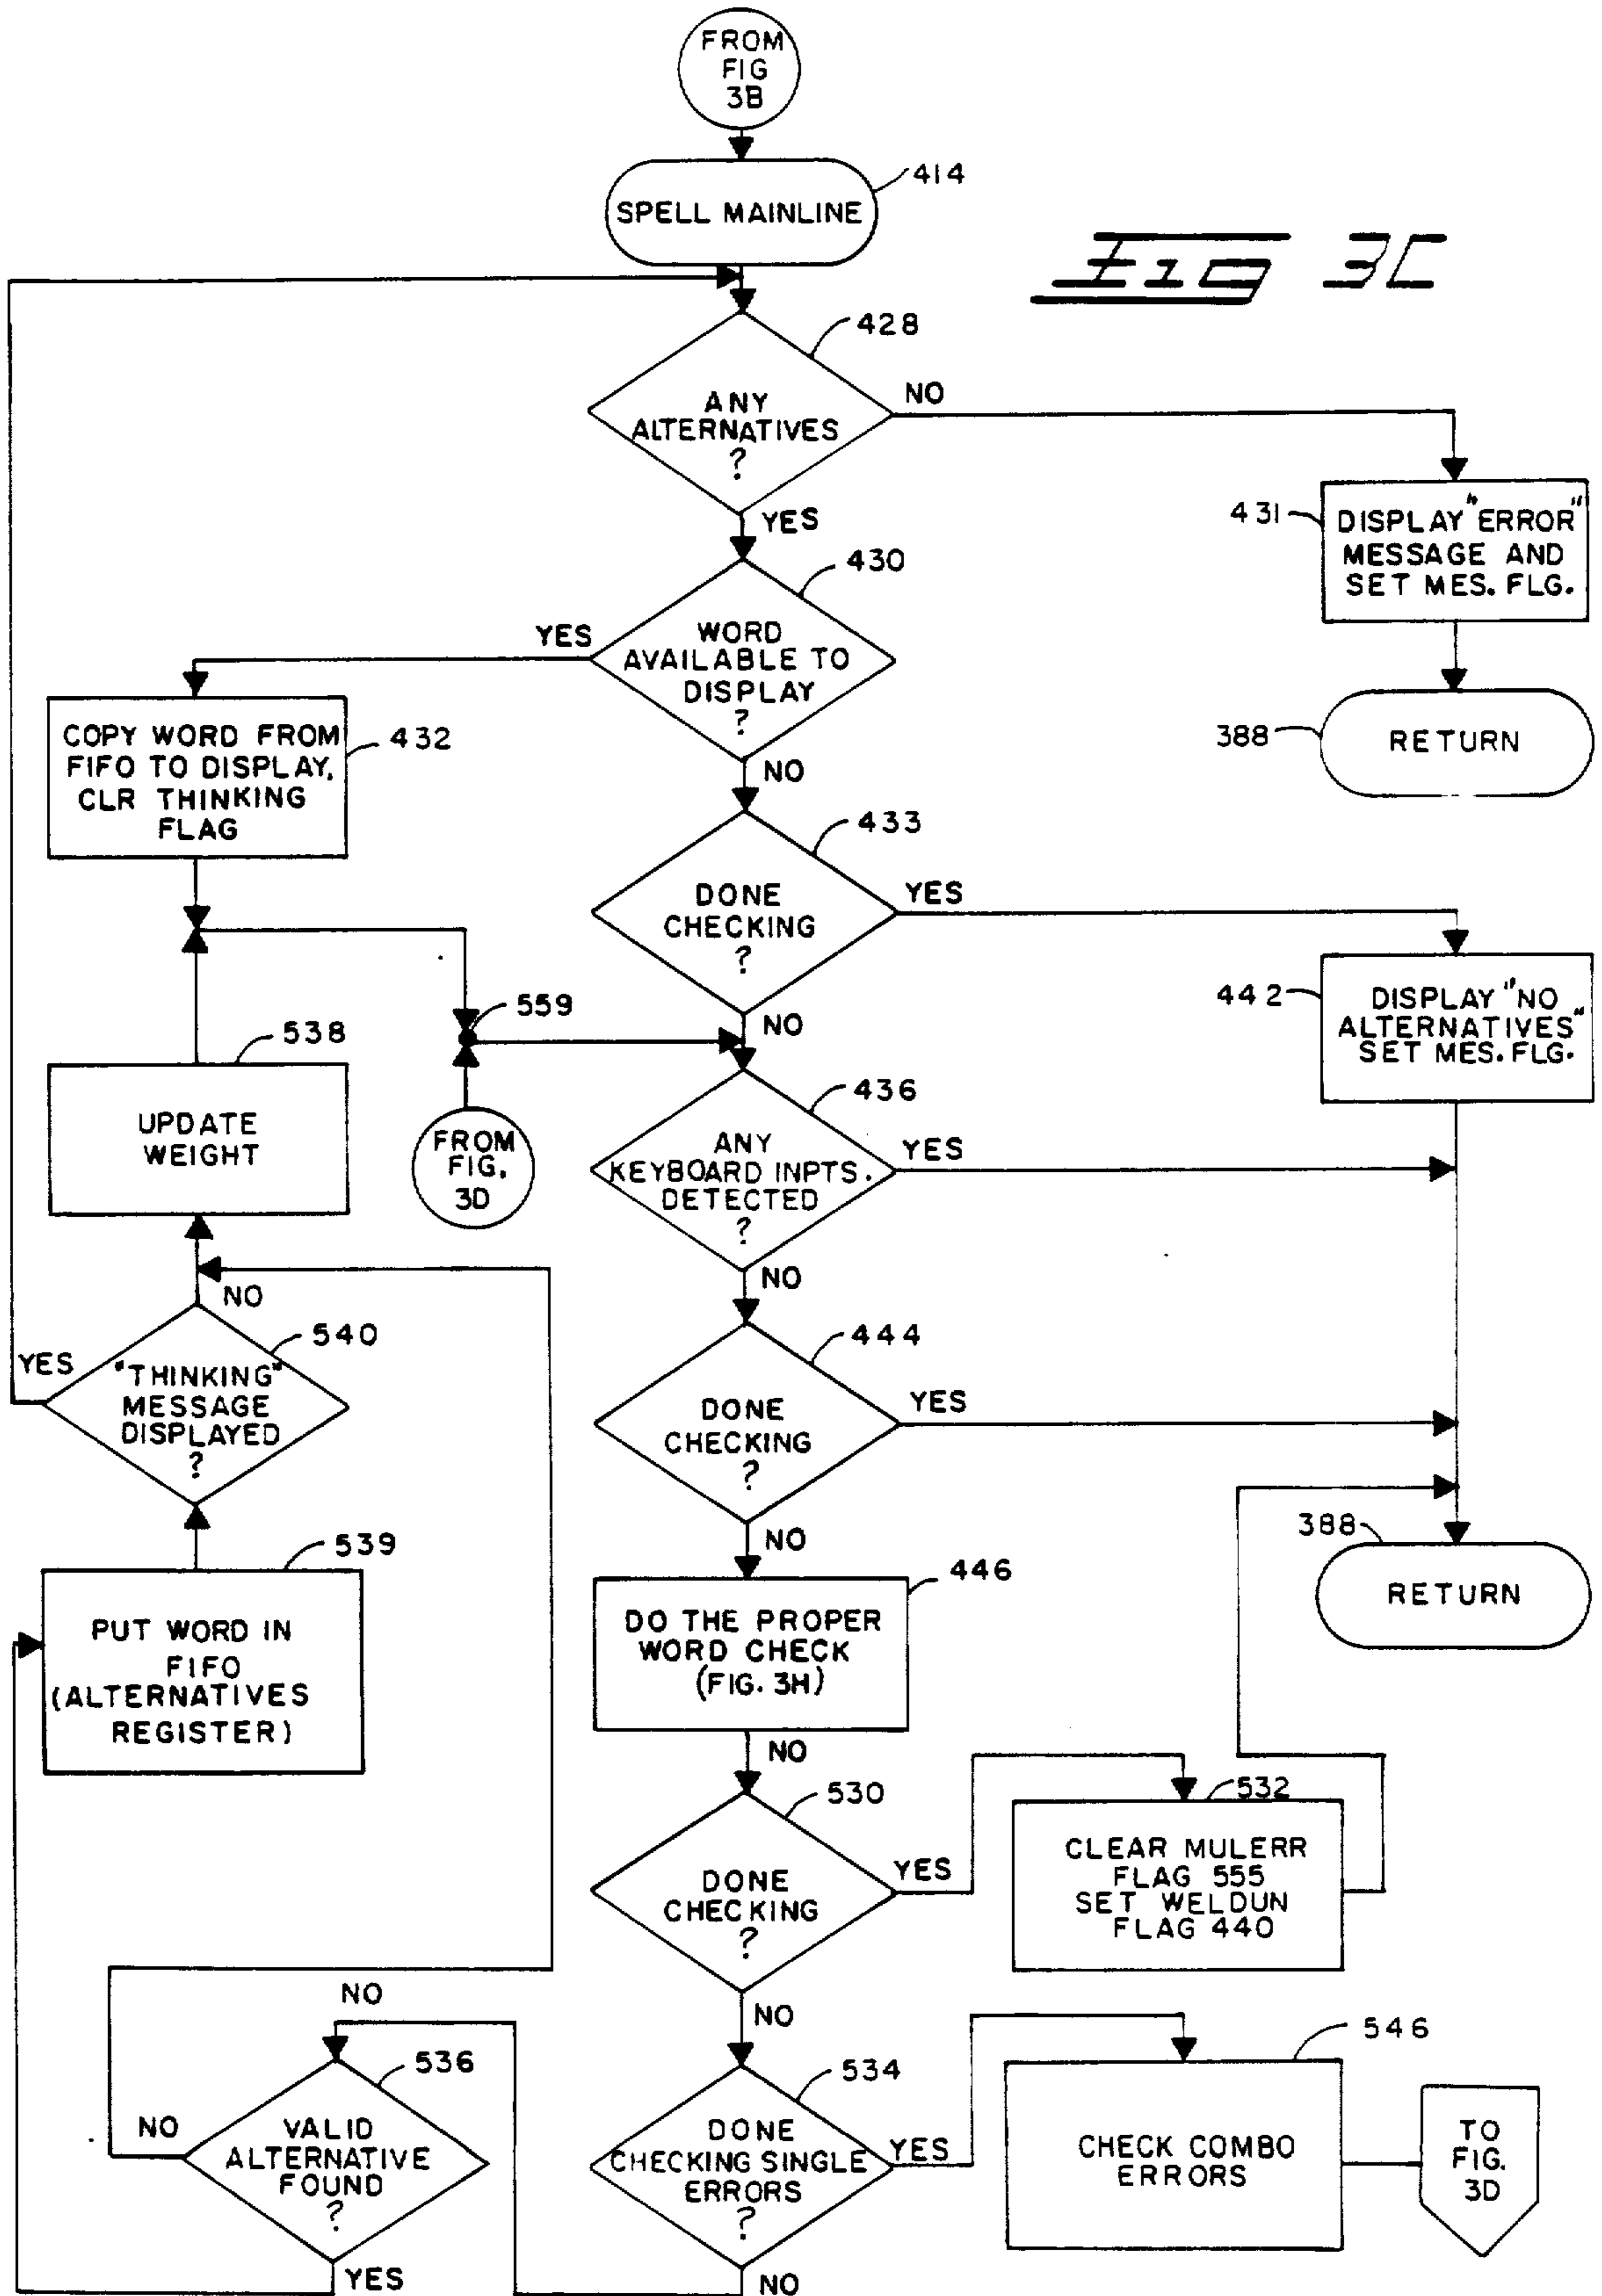 FROM
FIG
3B
414
SPELL MAINLINE
FIG 3C
428
NO
ANY
ALTERNATIVES
?
YES
431
DISPLAY "ERROR"
MESSAGE AND
SET MES. FLG.
430
YES
WORD
AVAILABLE TO
DISPLAY
?
NO
388
RETURN
COPY WORD FROM
FIFO TO DISPLAY,
CLR THINKING
FLAG
432
433
DONE
CHECKING
?
YES
NO
442
DISPLAY "NO
ALTERNATIVES"
SET MES. FLG.
559
538
UPDATE
WEIGHT
FROM
FIG.
3D
436
ANY
KEYBOARD INPTS.
DETECTED
?
YES
NO
NO
540
YES
"THINKING"
MESSAGE
DISPLAYED
?
444
DONE
CHECKING
?
YES
NO
388
RETURN
539
PUT WORD IN
FIFO
(ALTERNATIVES
REGISTER)
446
DO THE PROPER
WORD CHECK
(FIG. 3H)
NO
530
DONE
CHECKING
?
YES
NO
532
CLEAR MULERR
FLAG 555
SET WELDUN
FLAG 440
NO
536
NO
VALID
ALTERNATIVE
FOUND
?
YES
534
DONE
CHECKING SINGLE
ERRORS
?
YES
NO
546
CHECK COMBO
ERRORS
TO
FIG.
3D